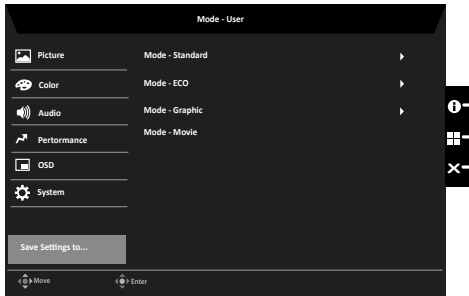 Mode - User
Picture
Mode - Standard
Color
Mode - ECO
Audio
Mode - Graphic
Pertormance
Mode - Movie
OSD
System
Save Settings to...
Move
Enter